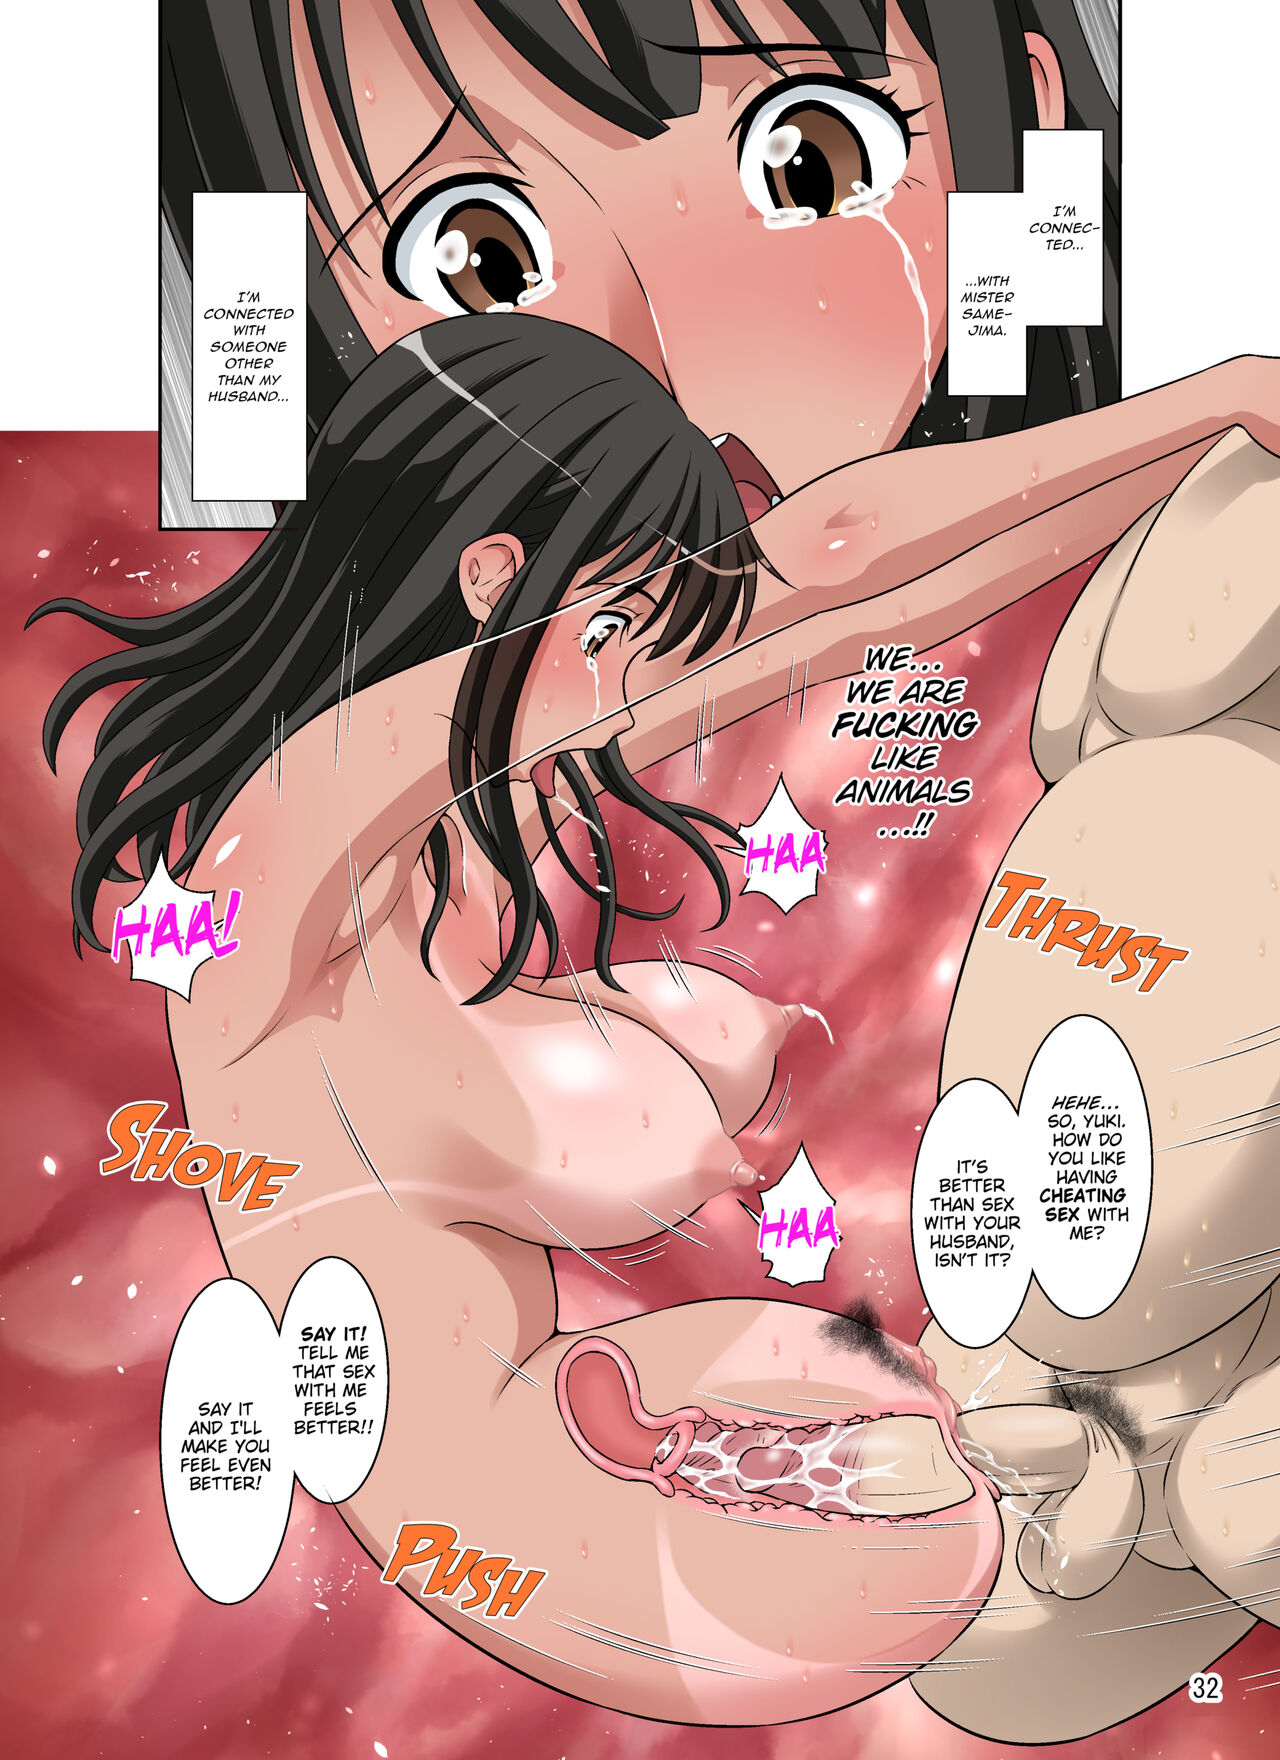 I'M
CONNEC-
TED...
...WITH
MISTER
SAME-
JIMA.
I'M
CONNECTED
WITH
SOMEONE
OTHER
THAN MY
HUSBAND...
WE...
WE ARE
FUCKING
LIKE
ANIMALS
...!!
HAA
HAA!
THRUST
HEHE...
SO, YUKI.
HOW DO
YOU LIKE
HAVING
CHEATING
SEX WITH
ME?
IT'S
BETTER
THAN SEX
WITH YOUR
HUSBAND,
ISN'T IT?
SHOVE
HAA
SAY IT!
TELL ME
THAT SEX
WITH ME
FEELS
BETTER!!
SAY IT
AND I'LL
MAKE YOU
FEEL EVEN
BETTER!
PUSH
32